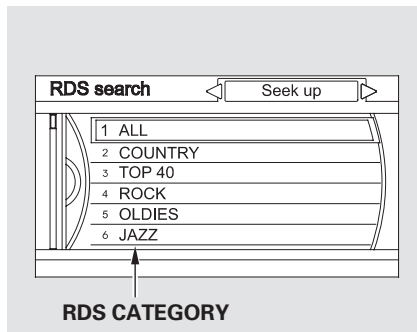 RDS search
Seek up
1 ALL
2 COUNTRY
3 TOP 40
4 ROCK
5 OLDIES
6 JAZZ
RDS CATEGORY